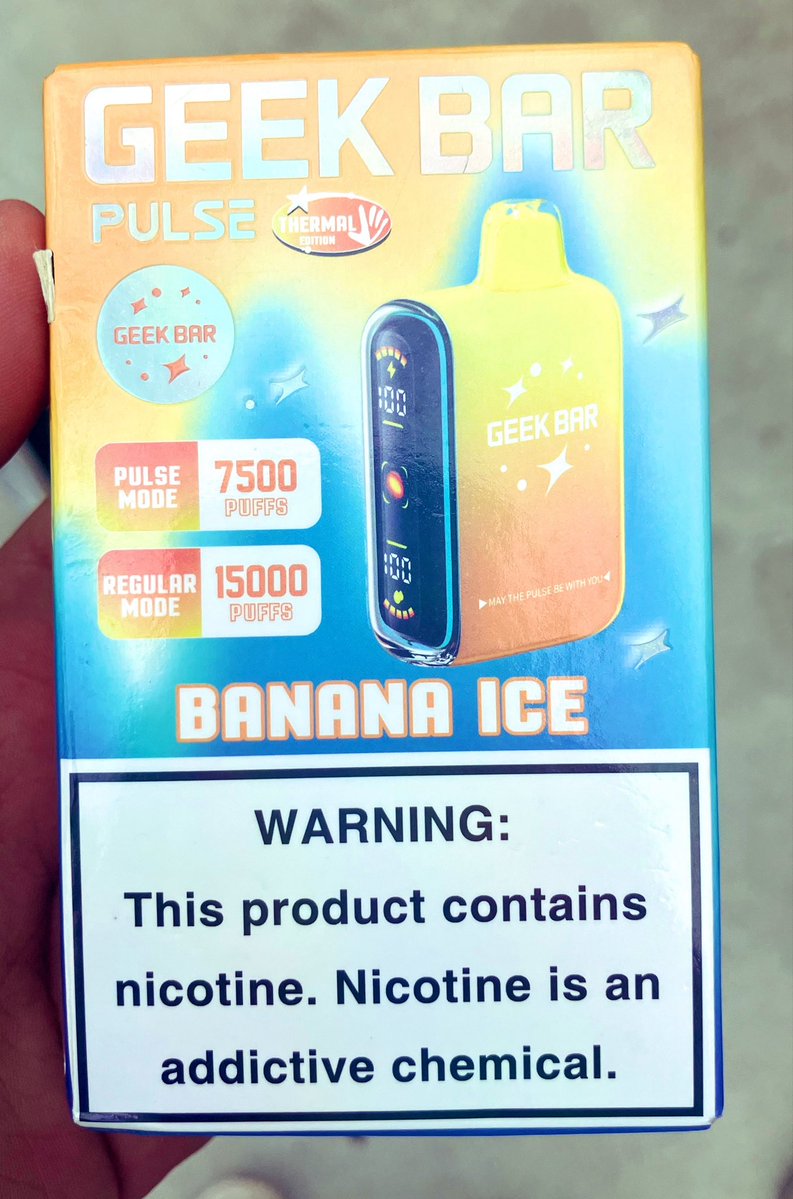 GEEK BAR
PULSE
THERMAL
EDITION
GEEK BAR
100
GEEK BAR
PULSE
MODE
7500
PUFFS
100
REGULAR
MODE
15000
PUFFS
▶MAY THE PULSE BE WITH YOU◀
BANANA ICE
WARNING:
This product contains
nicotine. Nicotine is an
addictive chemical.